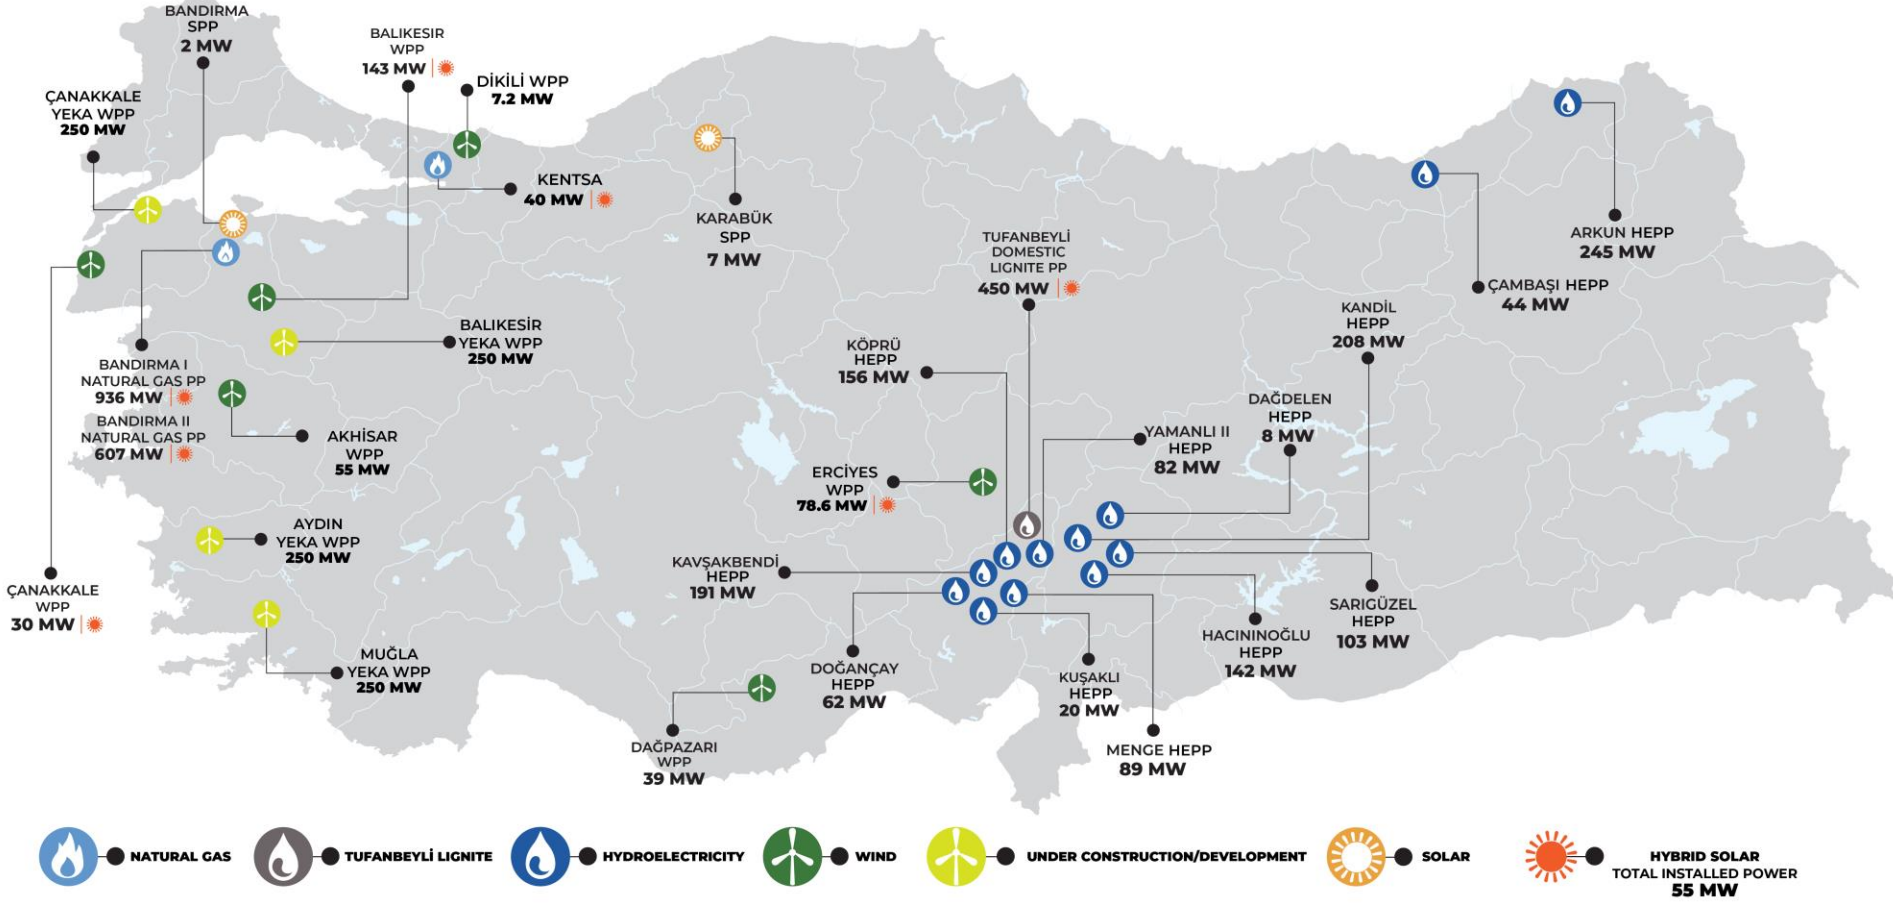 BANDIRMA
SPP
2 MW
BALIKESIR
WPP
143 MW
DİKİLİ WPP
7.2 MW
ÇANAKKALE
YEKA WPP
250 MW
KENTSA
40 MW
KARABÜK
SPP
7 MW
TUFANBEYLİ
DOMESTIC
LIGNITE PP
450 MW
ARKUN HEPP
245 MW
ÇAMBAŞI HEPP
44 MW
KANDİL
HEPP
208 MW
BALIKESİR
YEKA WPP
250 MW
KÖPRÜ
HEPP
156 MW
BANDIRMA I
NATURAL GAS PP
936 MW
BANDIRMA II
NATURAL GAS PP
607 MW
AKHİSAR
WPP
55 MW
DAĞDELEN
HEPP
8 MW
YAMANLI II
HEPP
82 MW
ERCİYES
WPP
78.6 MW
AYDIN
YEKA WPP
250 MW
KAVŞAKBENDİ
HEPP
191 MW
ÇANAKKALE
WPP
30 MW
SARIGÜZEL
HEPP
103 MW
HACININOĞLU
HEPP
142 MW
MUĞLA
YEKA WPP
250 MW
DOĞANÇAY
HEPP
62 MW
KUŞAKLI
HEPP
20 MW
DAĞPAZARI
WPP
39 MW
MENGE HEPP
89 MW
NATURAL GAS
TUFANBEYLİ LIGNITE
HYDROELECTRICITY
WIND
UNDER CONSTRUCTION/DEVELOPMENT
SOLAR
HYBRID SOLAR
TOTAL INSTALLED POWER
55 MW